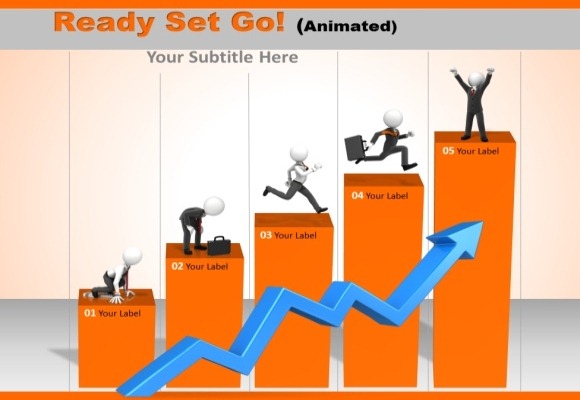 Ready Set Go! (Animated)
Your Subtitle Here
01 Your Label
02 Your Label
03 Your Label
04 Your Label
05 Your Label